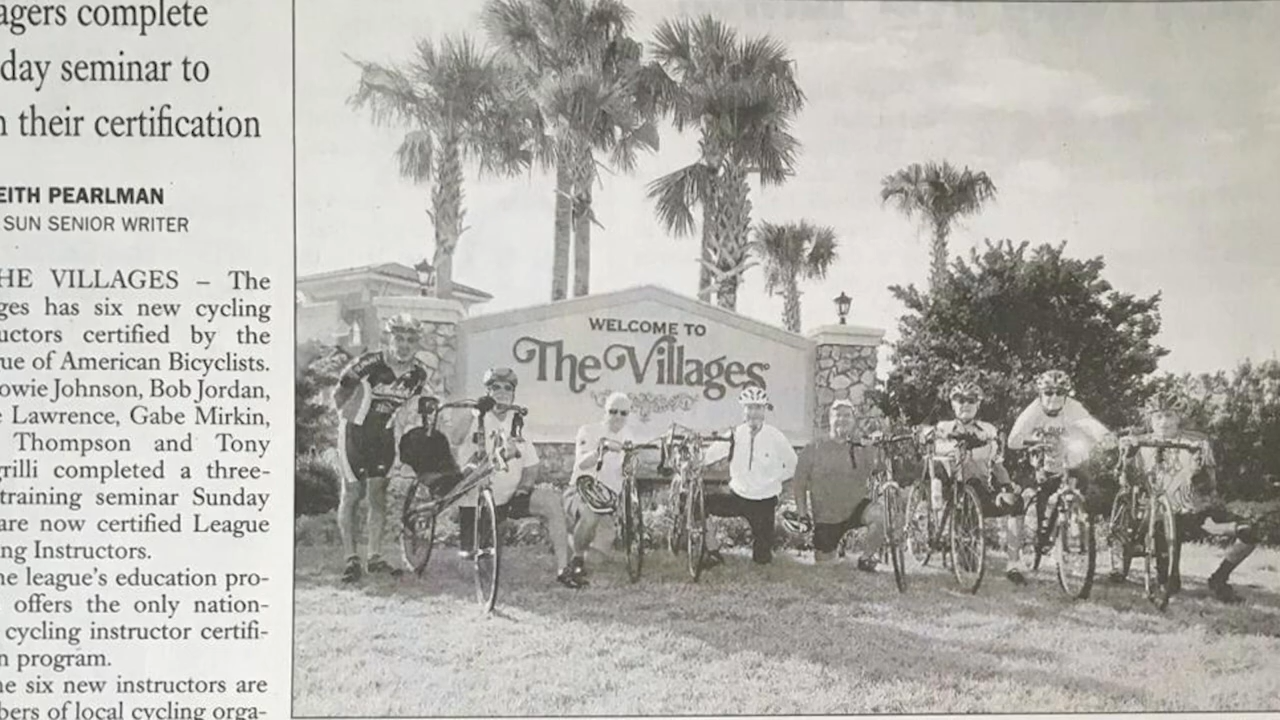 agers complete
day seminar to
n their certification
EITH PEARLMAN
SUN SENIOR WRITER
HE VILLAGES – The
ges has six new cycling
uctors certified by the
ue of American Bicyclists.
owie Johnson, Bob Jordan,
e Lawrence, Gabe Mirkin,
Thompson and Tony
grilli completed a three-
training seminar Sunday
are now certified League
ng Instructors.
he league's education pro-
offers the only nation-
cycling instructor certifi-
n program.
he six new instructors are
bers of local cycling orga-
WELCOME TO
The Villages